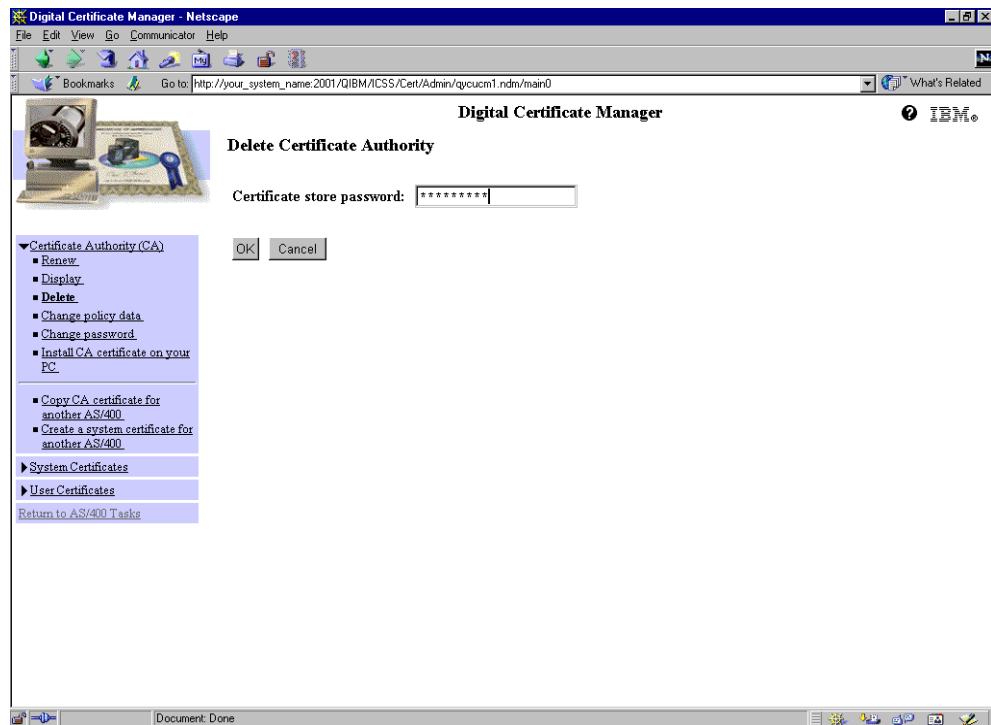 Digital Certificate Manager - Netscape
File Edit View Go Communicator Help
My
N
Bookmarks Go to: http://your_system_name:2001/QIBM/ICSS/Cert/Admin/qycucm1.ndm/main0 What's Related
Digital Certificate Manager
? IBM®
Delete Certificate Authority
Certificate store password: *********
OK Cancel
Certificate Authority (CA)
Renew
Display
Delete
Change policy data
Change password
Install CA certificate on your
PC
Copy CA certificate for
another AS/400
Create a system certificate for
another AS/400
System Certificates
User Certificates
Return to AS/400 Tasks
Document: Done